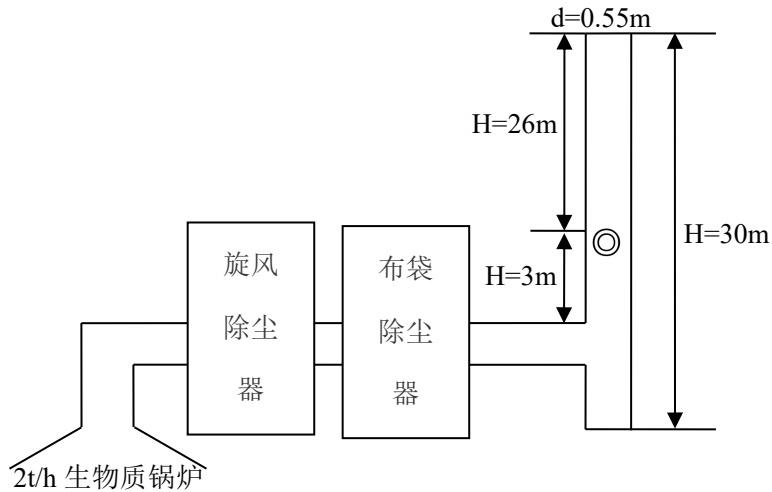 d=0.55m
H=26m
H=30m
H=3m
旋风
除尘
器
布袋
除尘
器
2t/h 生物质锅炉